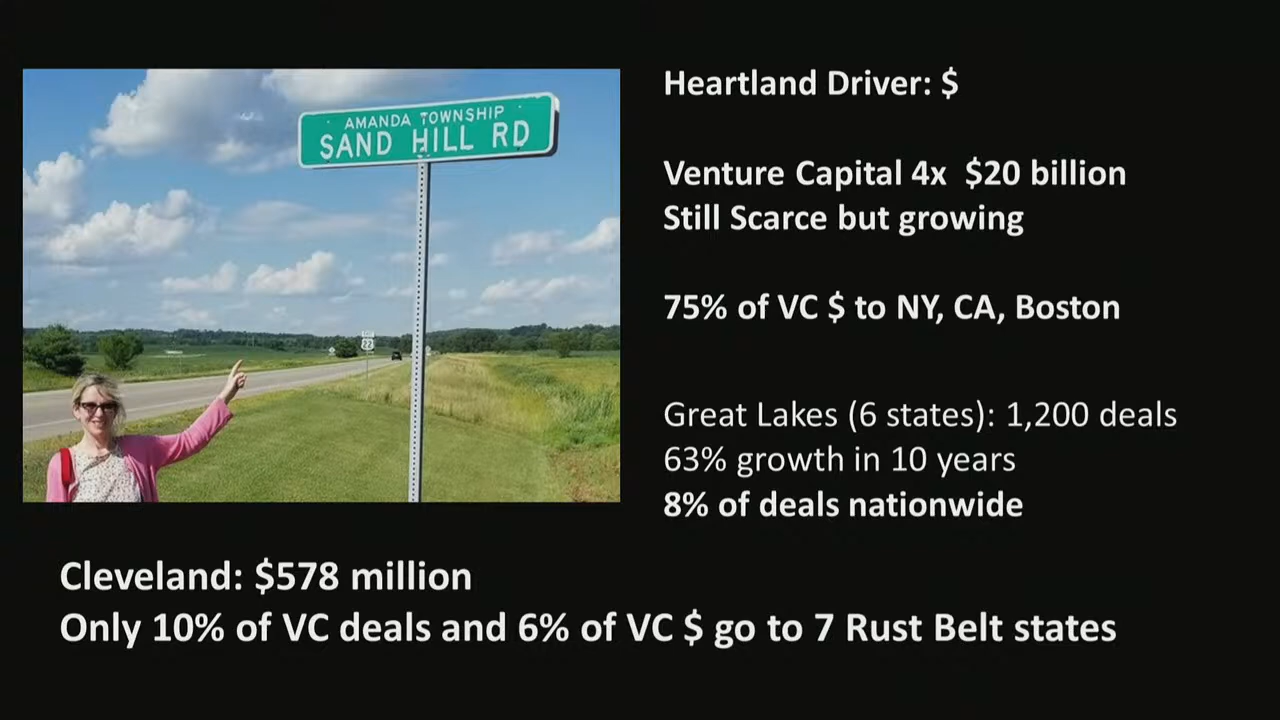 AMANDA TOWNSHIP
SAND HILL RD
22
Heartland Driver: $
Venture Capital 4x  $20 billion
Still Scarce but growing
75% of VC $ to NY, CA, Boston
Great Lakes (6 states): 1,200 deals
63% growth in 10 years
8% of deals nationwide
Cleveland: $578 million
Only 10% of VC deals and 6% of VC $ go to 7 Rust Belt states